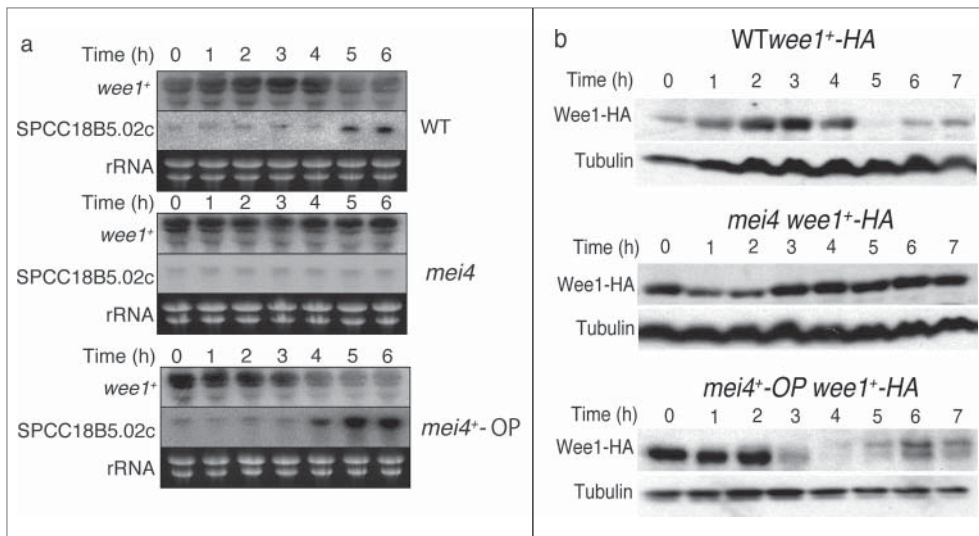 a
Time (h) 0 1 2 3 4 5 6
wee1+
SPCC18B5.02c
WT
rRNA
Time (h) 0 1 2 3 4 5 6
wee1+
SPCC18B5.02c
mei4
rRNA
Time (h) 0 1 2 3 4 5 6
wee1+
SPCC18B5.02c
mei4+- OP
rRNA
b
WTwee1+-HA
Time (h) 0 1 2 3 4 5 6 7
Wee1-HA
Tubulin
mei4 wee1+-HA
Time (h) 0 1 2 3 4 5 6 7
Wee1-HA
Tubulin
mei4+-OP wee1+-HA
Time (h) 0 1 2 3 4 5 6 7
Wee1-HA
Tubulin